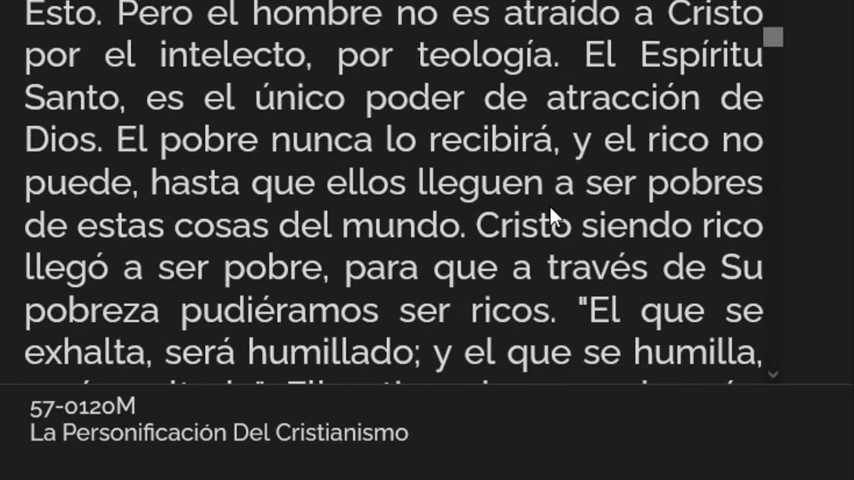 Esto. Pero el hombre no es atraído a Cristo
por el intelecto, por teología. El Espíritu
Santo, es el único poder de atracción de
Dios. El pobre nunca lo recibirá, y el rico no
puede, hasta que ellos lleguen a ser pobres
de estas cosas del mundo. Cristo siendo rico
llegó a ser pobre, para que a través de Su
pobreza pudiéramos ser ricos. "El que se
exhalta, será humillado; y el que se humilla,
57-0120M
La Personificación Del Cristianismo